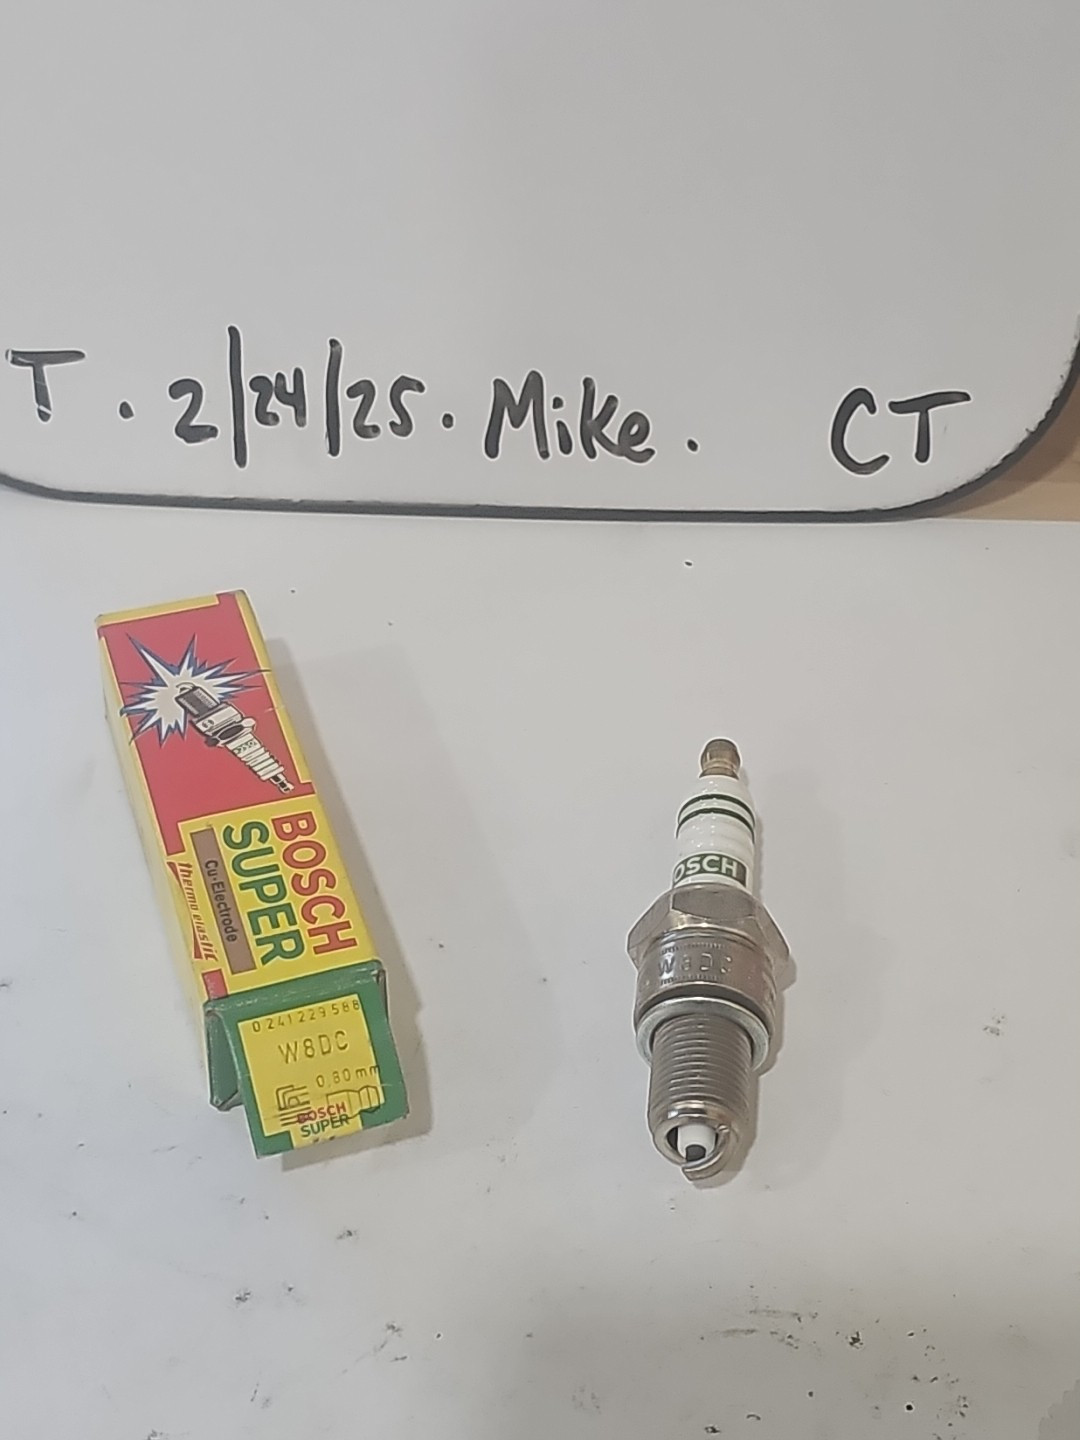 T . 2/24/25 . Mike . CT
BOSCH
SUPER
Cu-Electrode
thermo elastic
0 241 229 588
W8DC
0,80 mm
BOSCH
SUPER
OSCH
W8DC